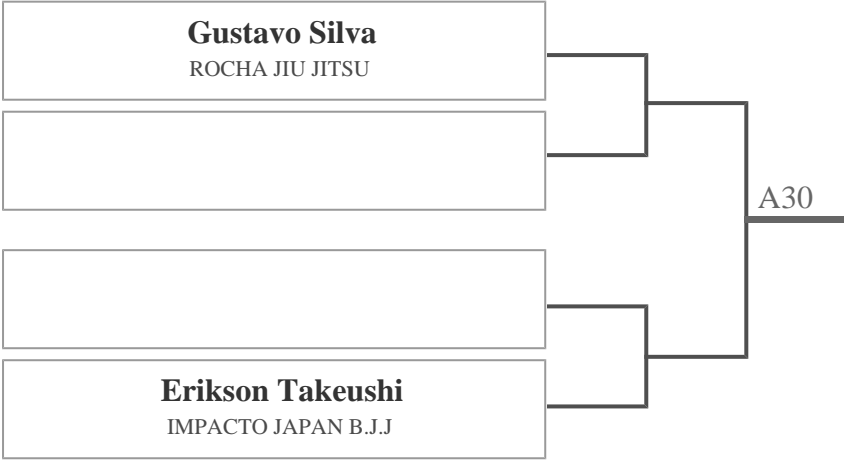 Gustavo Silva
ROCHA JIU JITSU
A30
Erikson Takeushi
IMPACTO JAPAN B.J.J